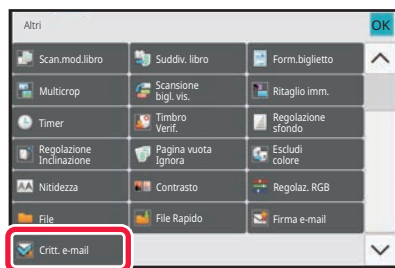 Altri
OK
Scan.mod.libro
Suddiv. libro
Form.biglietto
Multicrop
Scansione
bigl. vis.
Ritaglio imm.
Timer
Timbro
Verif.
Regolazione
sfondo
Regolazione
Inclinazione
Pagina vuota
Ignora
Escludi
colore
Nitidezza
Contrasto
Regolaz. RGB
File
File Rapido
Firma e-mail
Critt. e-mail